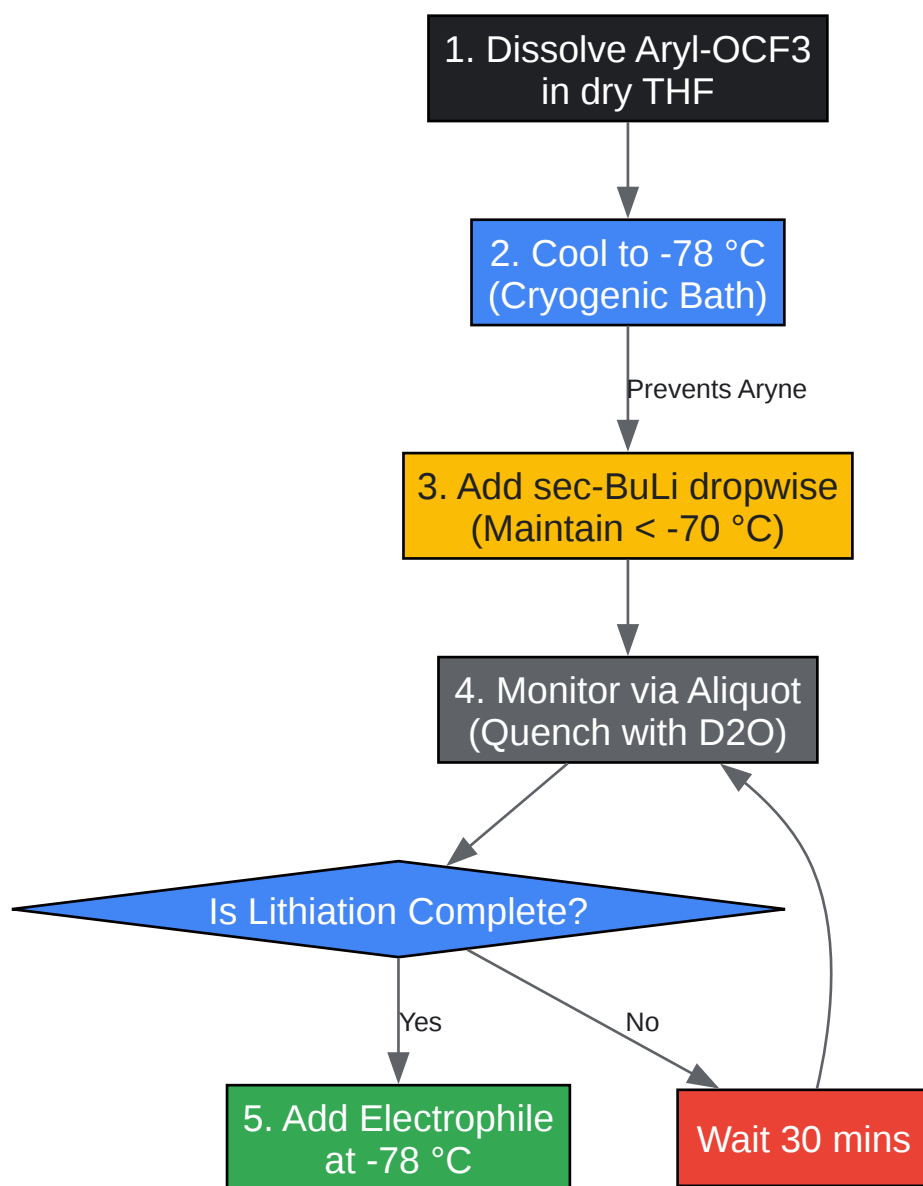 1. Dissolve Aryl-OCF3
in dry THF
2. Cool to -78 °C
(Cryogenic Bath)
Prevents Aryne
3. Add sec-BuLi dropwise
(Maintain < -70 °C)
4. Monitor via Aliquot
(Quench with D2O)
Is Lithiation Complete?
Yes
No
5. Add Electrophile
at -78 °C
Wait 30 mins